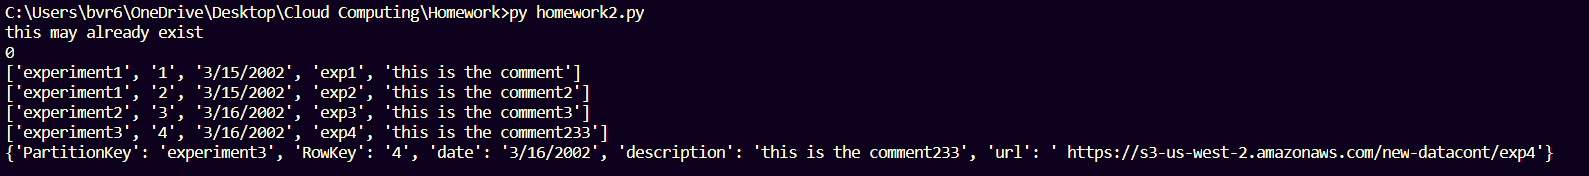 C:\Users\bvr6\OneDrive\Desktop\Cloud Computing\Homework>py homework2.py
this may already exist
0
['experiment1', '1', '3/15/2002', 'exp1', 'this is the comment']
['experiment1', '2', '3/15/2002', 'exp2', 'this is the comment2']
['experiment2', '3', '3/16/2002', 'exp3', 'this is the comment3']
['experiment3', '4', '3/16/2002', 'exp4', 'this is the comment233']
{'PartitionKey': 'experiment3', 'RowKey': '4', 'date': '3/16/2002', 'description': 'this is the comment233', 'url': ' https://s3-us-west-2.amazonaws.com/new-datacont/exp4'}